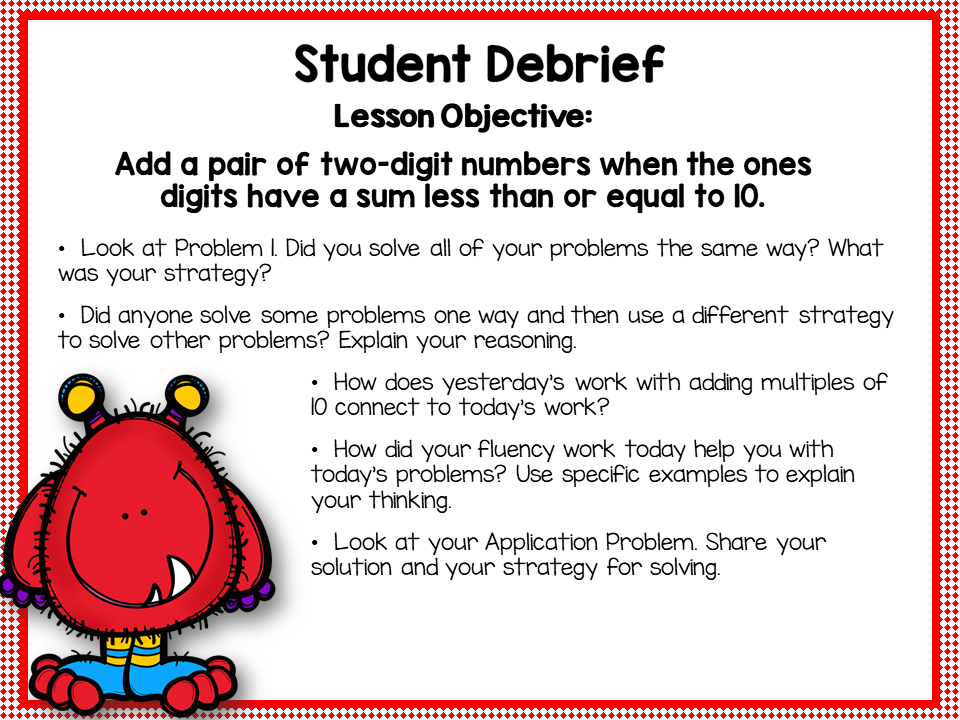 Student Debrief
Lesson Objective:
Add a pair of two-digit numbers when the ones
digits have a sum less than or equal to 10.
• Look at Problem 1. Did you solve all of your problems the same way? What
was your strategy?
• Did anyone solve some problems one way and then use a different strategy
to solve other problems? Explain your reasoning.
• How does yesterday's work with adding multiples of
10 connect to today's work?
• How did your fluency work today help you with
today's problems? Use specific examples to explain
your thinking.
• Look at your Application Problem. Share your
solution and your strategy for solving.